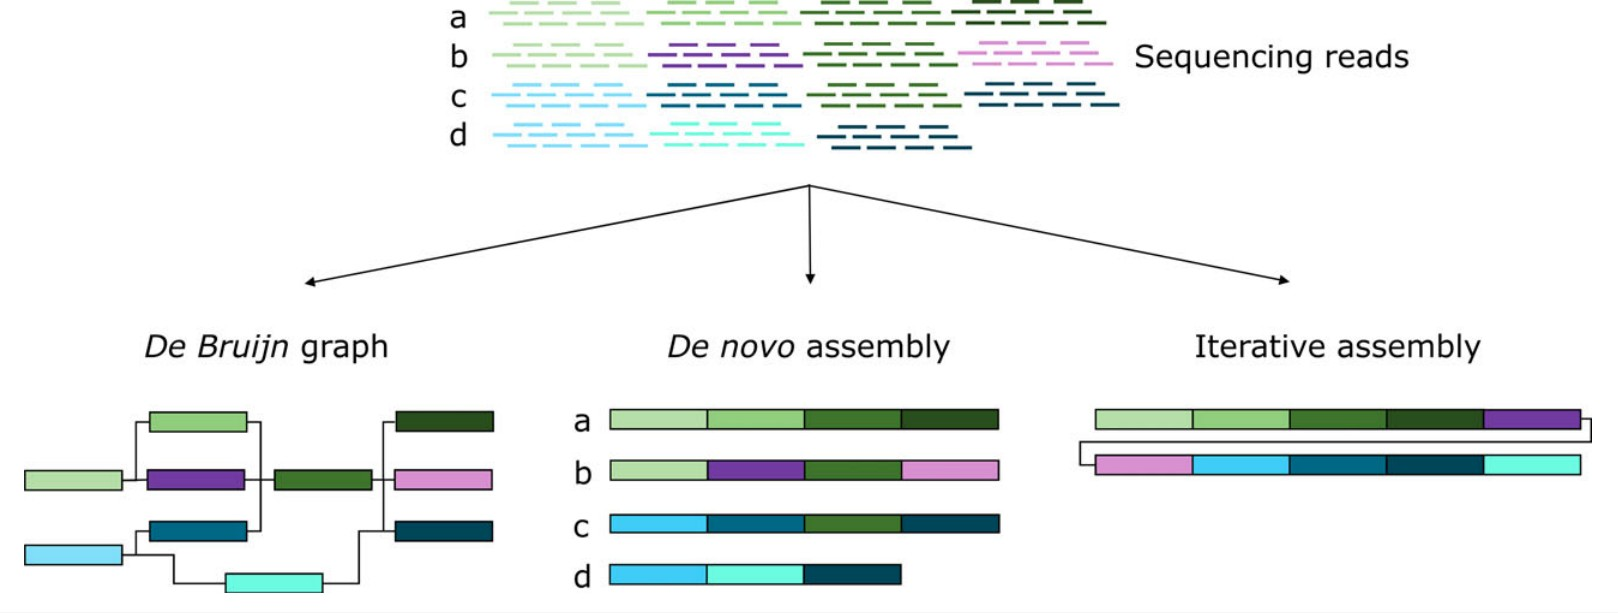 a
b
Sequencing reads
c
d
De Bruijn graph
De novo assembly
Iterative assembly
a
b
c
d